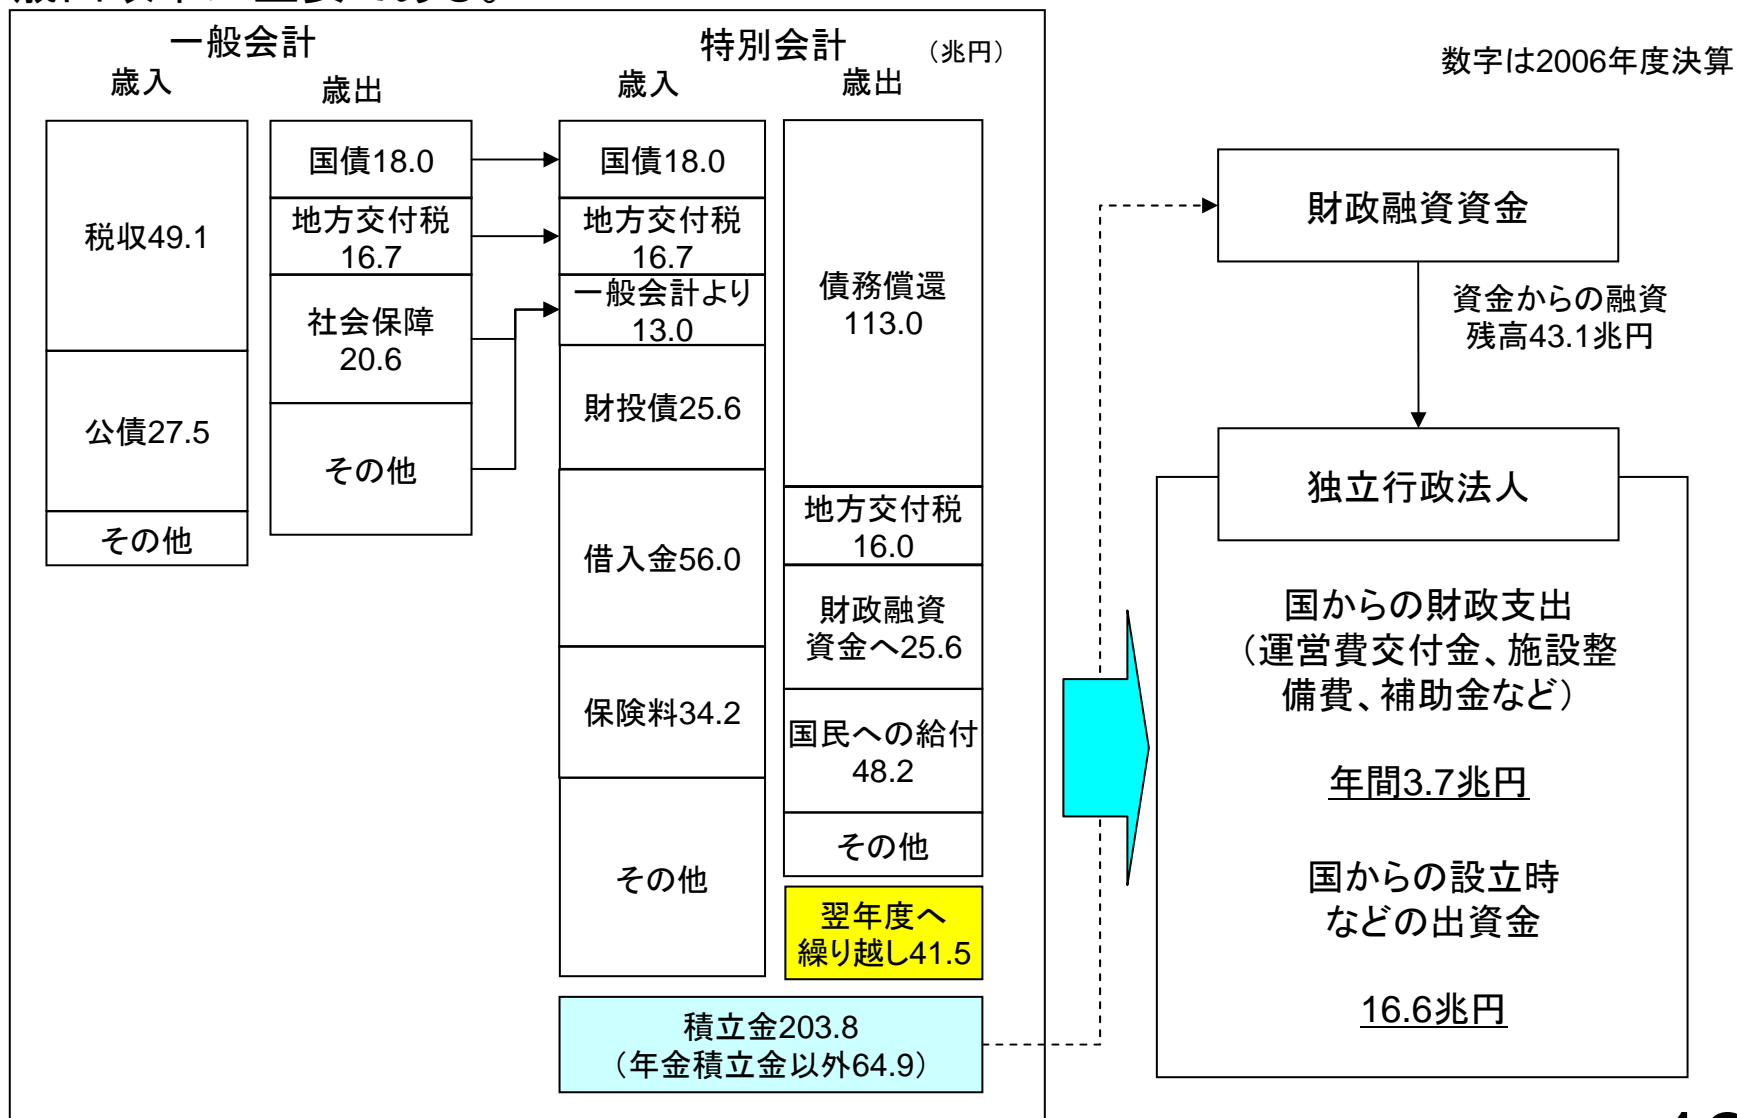 一般会計
特別会計
（兆円）
歳入
歳出
歳入
歳出
数字は2006年度決算
税収49.1
公債27.5
その他
国債18.0
地方交付税
16.7
社会保障
20.6
その他
国債18.0
地方交付税
16.7
一般会計より
13.0
財投債25.6
借入金56.0
保険料34.2
その他
債務償還
113.0
地方交付税
16.0
財政融資
資金へ25.6
国民への給付
48.2
その他
翌年度へ
繰り越し41.5
積立金203.8
（年金積立金以外64.9）
財政融資資金
資金からの融資
残高43.1兆円
独立行政法人
国からの財政支出
（運営費交付金、施設整
備費、補助金など）
年間3.7兆円
国からの設立時
などの出資金
16.6兆円